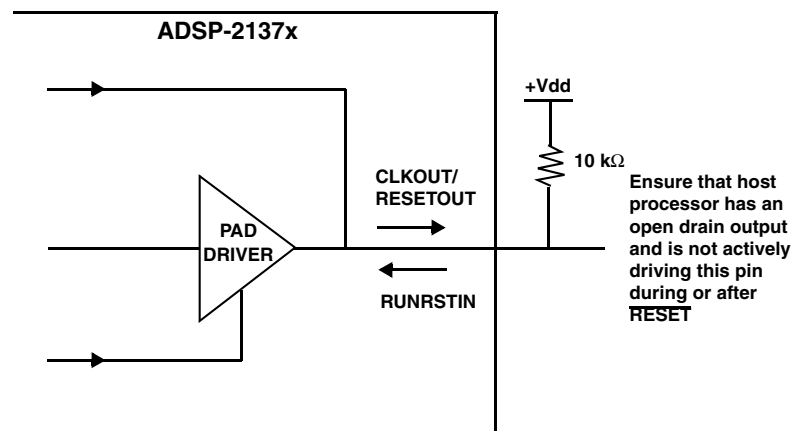 ADSP-2137x
+Vdd
10 kΩ
CLKOUT/
RESETOUT
PAD
DRIVER
RUNRSTIN
Ensure that host
processor has an
open drain output
and is not actively
driving this pin
during or after
RESET